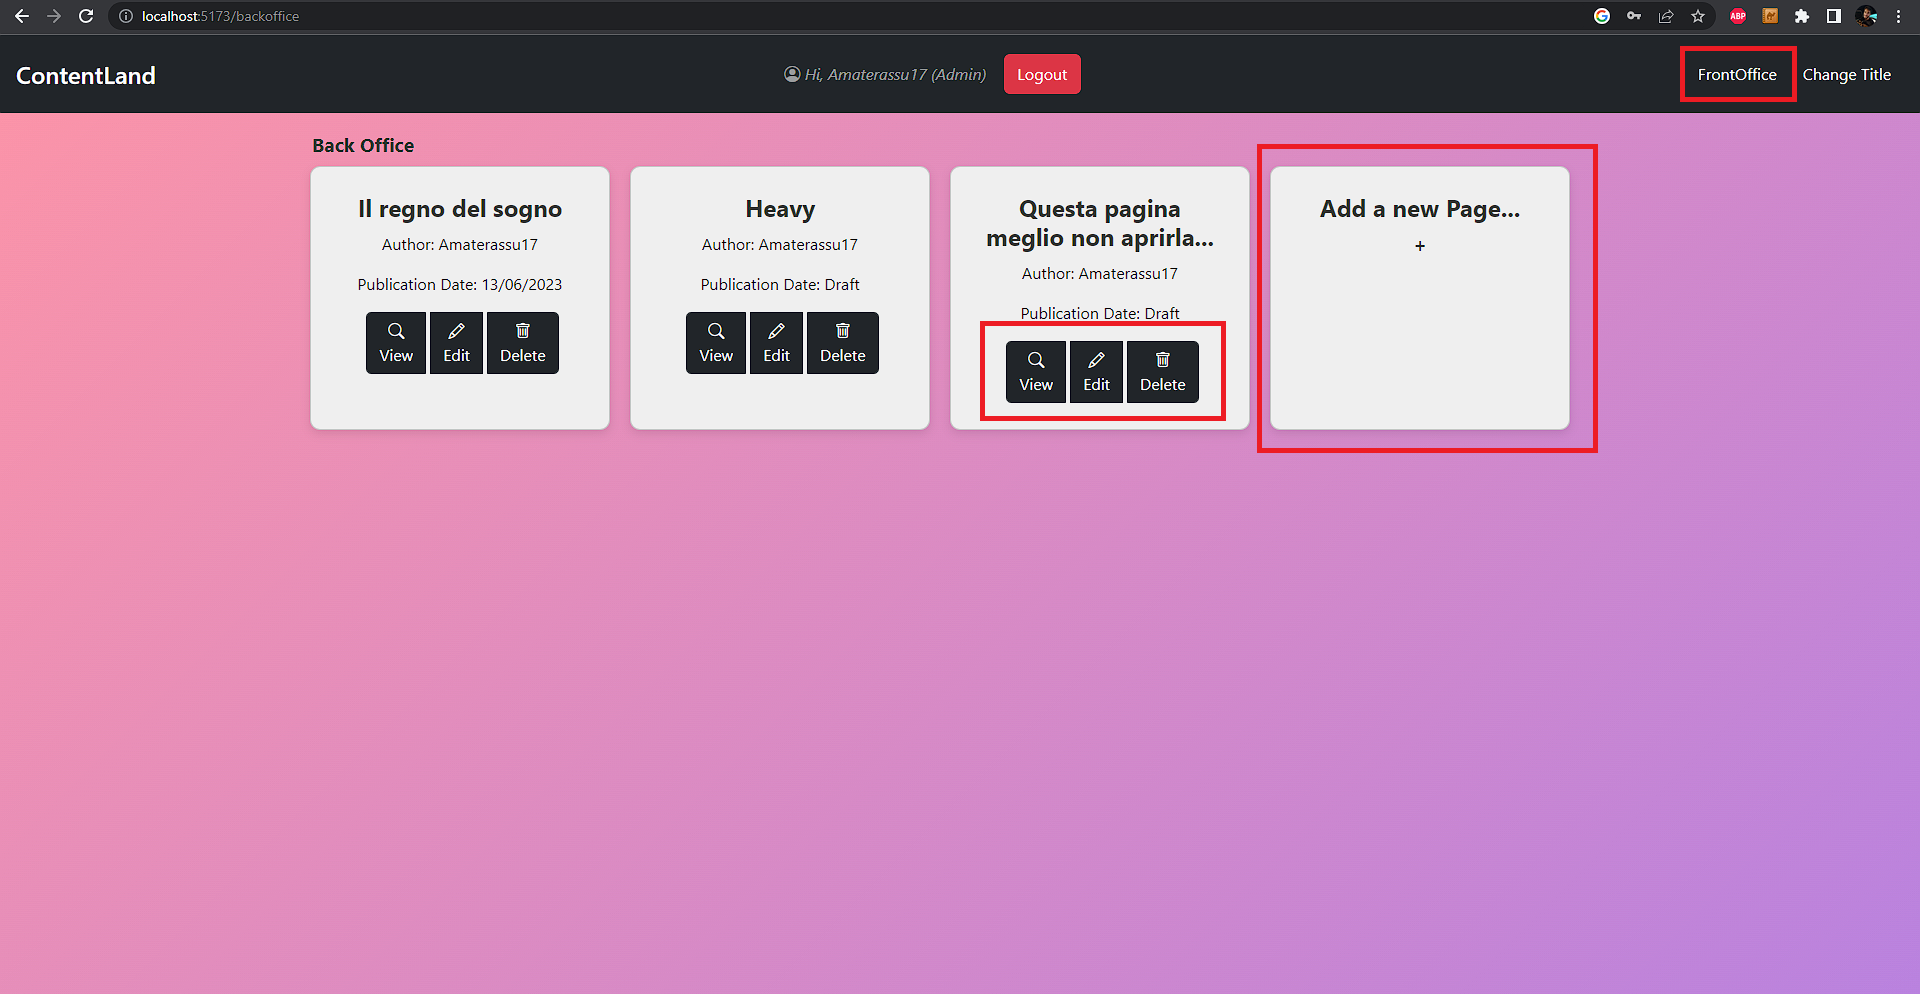 localhost:5173/backoffice
ABP
ContentLand
Hi, Amaterassu17 (Admin)
Logout
FrontOffice
Change Title
Back Office
Il regno del sogno
Author: Amaterassu17
Publication Date: 13/06/2023
View
Edit
Delete
Heavy
Author: Amaterassu17
Publication Date: Draft
View
Edit
Delete
Questa pagina
meglio non aprirla...
Author: Amaterassu17
Publication Date: Draft
View
Edit
Delete
Add a new Page...
+